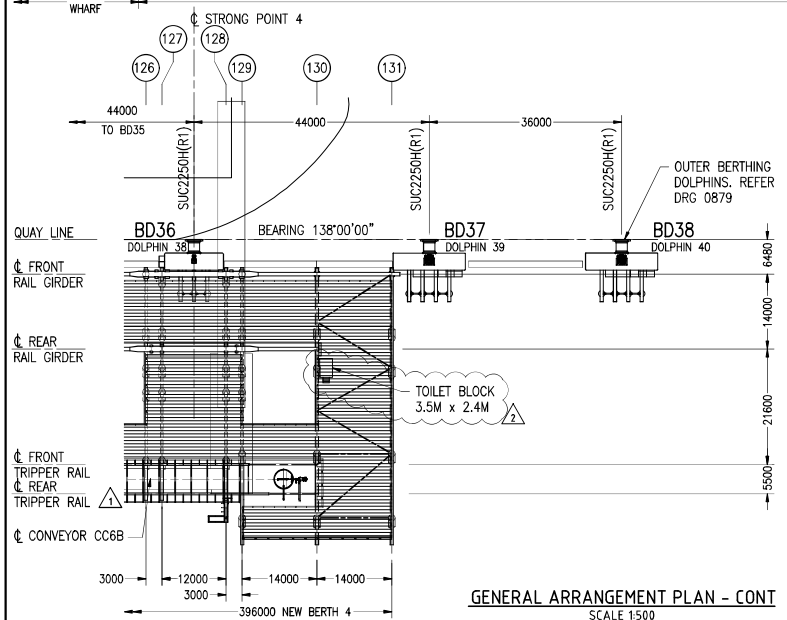 WHARF
℄ STRONG POINT 4
127
128
126
129
130
131
44000
TO BD35
44000
36000
SUC2250H(R1)
SUC2250H(R1)
SUC2250H(R1)
OUTER BERTHING
DOLPHINS. REFER
DRG 0879
QUAY LINE
BD36
DOLPHIN 38
BEARING 138°00'00"
BD37
DOLPHIN 39
BD38
DOLPHIN 40
6480
℄ FRONT
RAIL GIRDER
14000
℄ REAR
RAIL GIRDER
TOILET BLOCK
3.5M x 2.4M
2
21600
℄ FRONT
TRIPPER RAIL
℄ REAR
TRIPPER RAIL
1
5500
℄ CONVEYOR CC6B
3000
12000
14000
14000
3000
396000 NEW BERTH 4
GENERAL ARRANGEMENT PLAN - CONT
SCALE 1:500